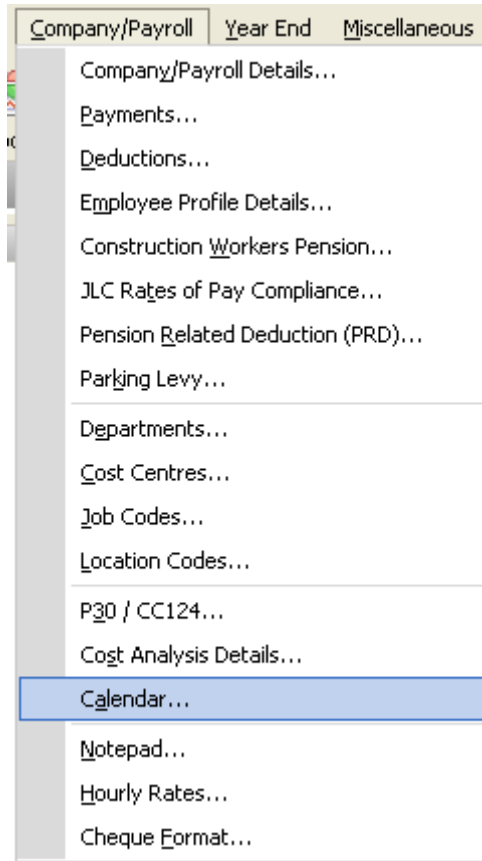 Company/Payroll Year End Miscellaneous
Company/Payroll Details...
Payments...
Deductions...
Employee Profile Details...
Construction Workers Pension...
JLC Rates of Pay Compliance...
Pension Related Deduction (PRD)...
Parking Levy...
Departments...
Cost Centres...
Job Codes...
Location Codes...
P30 / CC124...
Cost Analysis Details...
Calendar...
Notepad...
Hourly Rates...
Cheque Format...